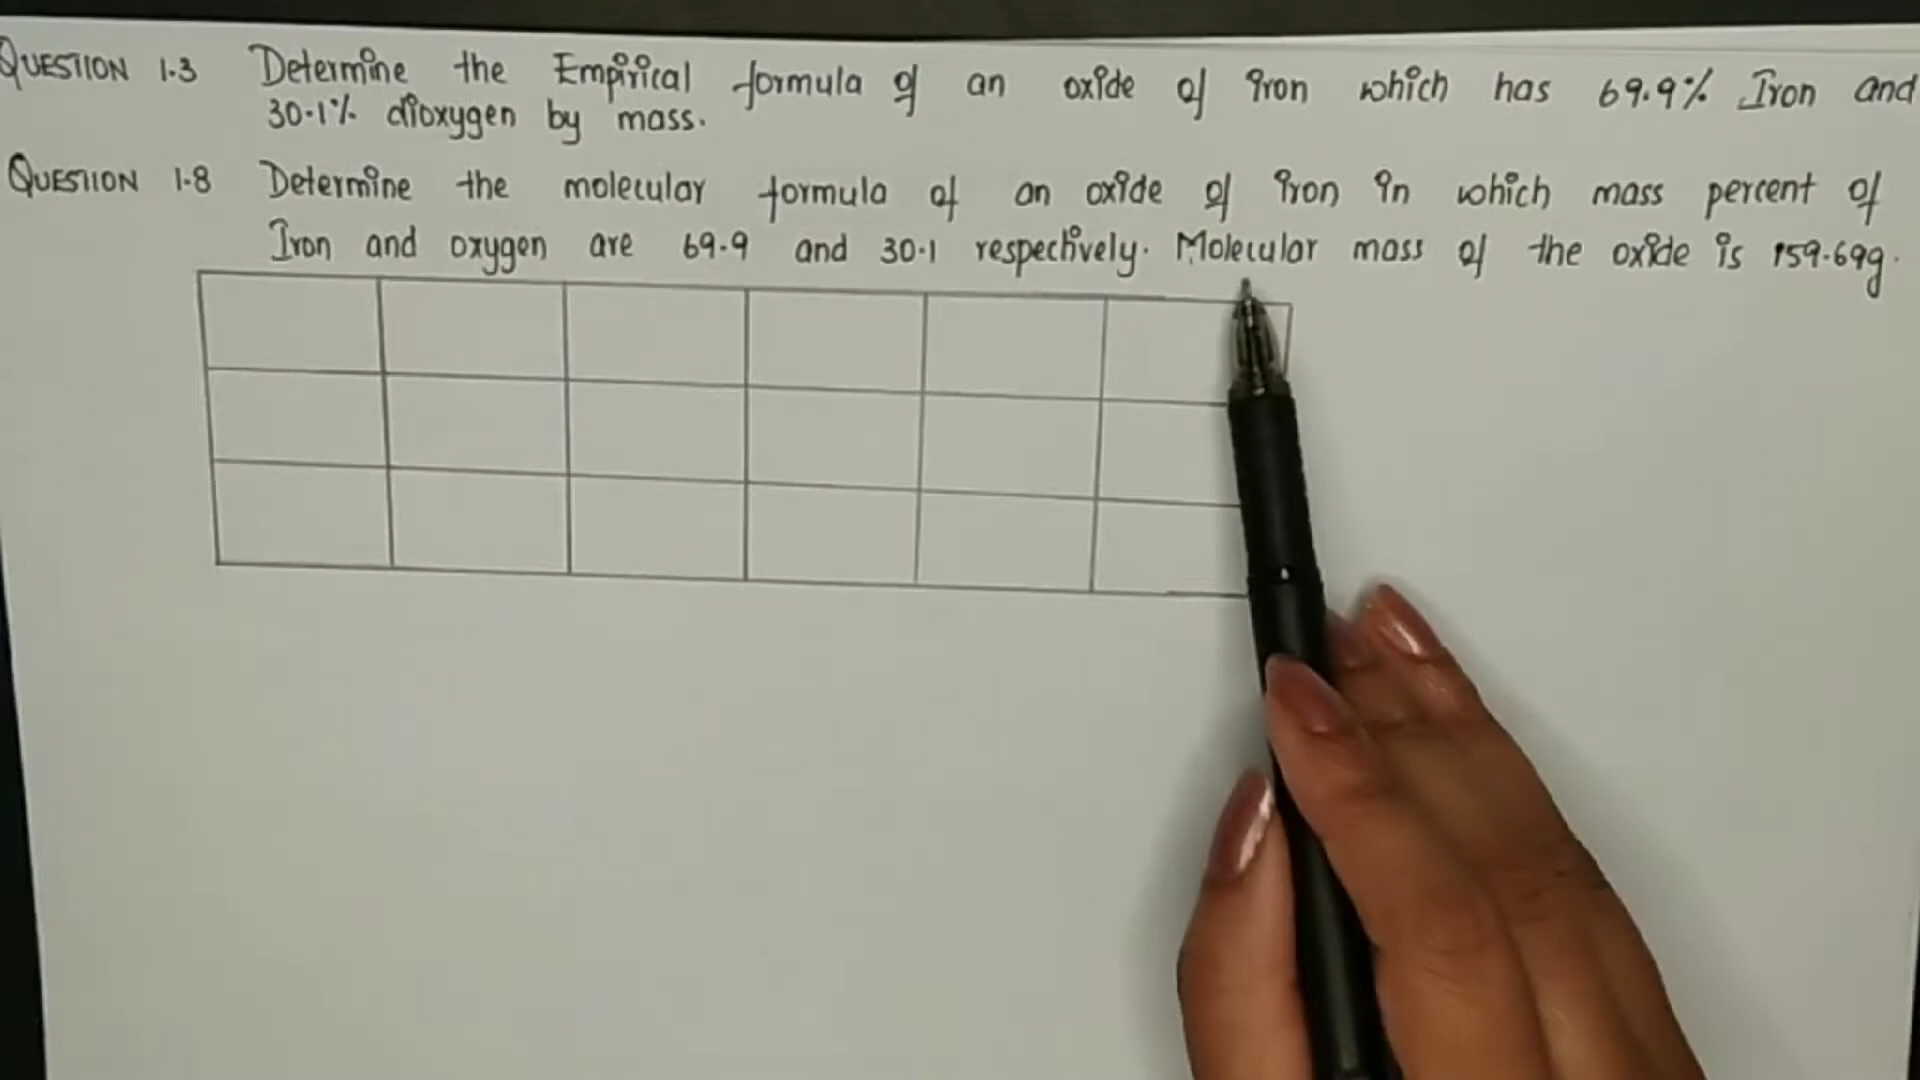 QUESTION 1.3 Determine the Empirical formula of an oxide of iron which has 69.9% Iron and
30.1% dioxygen by mass.
QUESTION 1.8 Determine the molecular formula of an oxide of iron in which mass percent of
Iron and oxygen are 69.9 and 30.1 respectively. Molecular mass of the oxide is 159.69g.